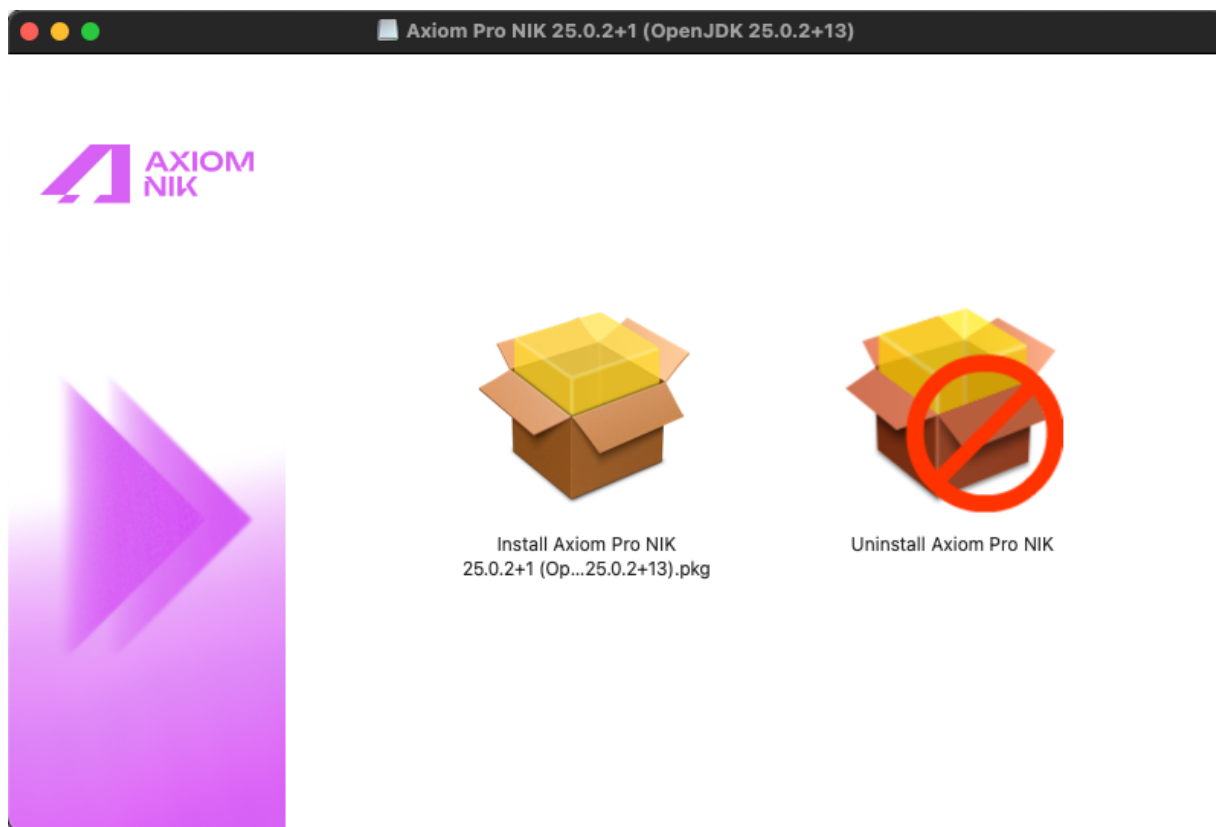 Axiom Pro NIK 25.0.2+1 (OpenJDK 25.0.2+13)
AXIOM
NIK
Install Axiom Pro NIK
25.0.2+1 (Op...25.0.2+13).pkg
Uninstall Axiom Pro NIK